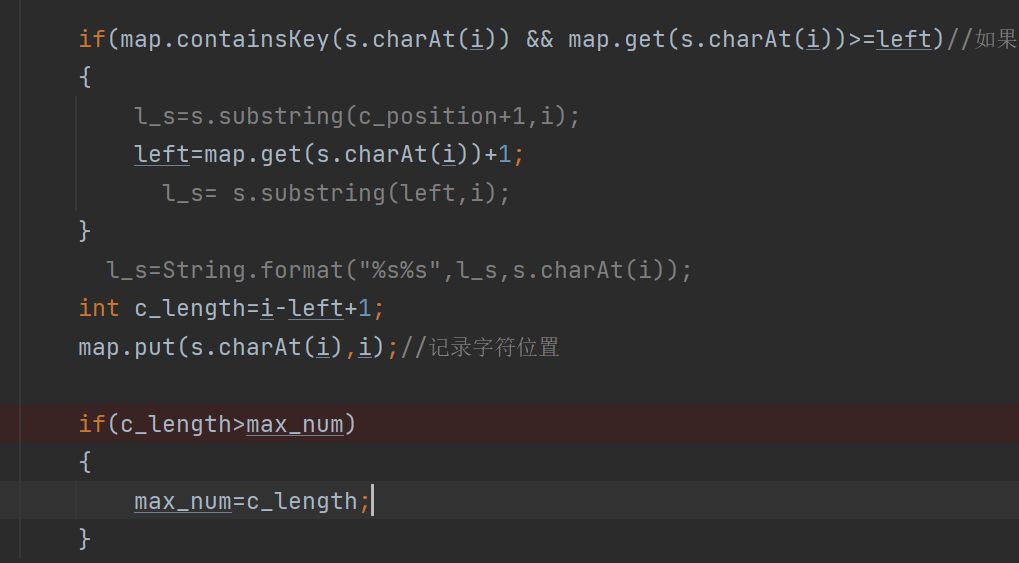 if(map.containsKey(s.charAt(i)) && map.get(s.charAt(i))>=left)//如果
{
l_s=s.substring(c_position+1,i);
left=map.get(s.charAt(i))+1;
l_s= s.substring(left,i);
}
l_s=String.format("%s%s",l_s,s.charAt(i));
int c_length=i-left+1;
map.put(s.charAt(i),i);//记录字符位置
if(c_length>max_num)
{
max_num=c_length;
}